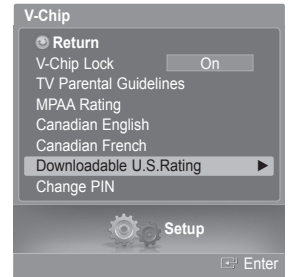 V-Chip
Return
V-Chip Lock On
TV Parental Guidelines
MPAA Rating
Canadian English
Canadian French
Downloadable U.S.Rating ►
Change PIN
Setup
Enter